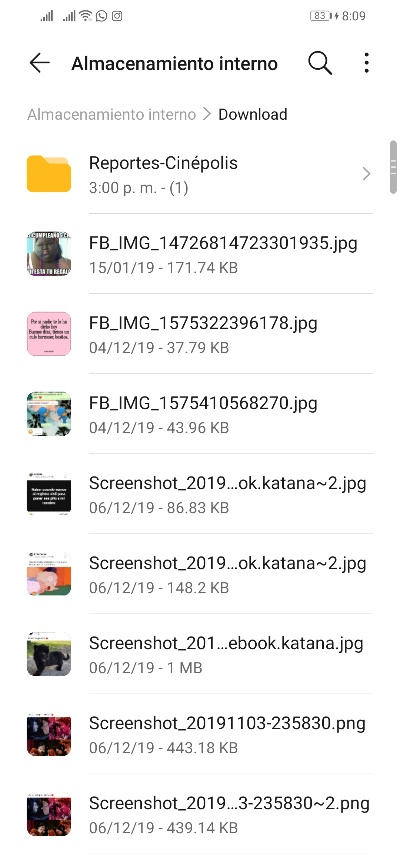 83 8:09
Almacenamiento interno
Almacenamiento interno > Download
Reportes-Cinépolis
3:00 p. m. - (1)
FB_IMG_14726814723301935.jpg
15/01/19 - 171.74 KB
FB_IMG_1575322396178.jpg
04/12/19 - 37.79 KB
FB_IMG_1575410568270.jpg
04/12/19 - 43.96 KB
Screenshot_2019...ok.katana~2.jpg
06/12/19 - 86.83 KB
Screenshot_2019...ok.katana~2.jpg
06/12/19 - 148.2 KB
Screenshot_201...ebook.katana.jpg
06/12/19 - 1 MB
Screenshot_20191103-235830.png
06/12/19 - 443.18 KB
Screenshot_2019...3-235830~2.png
06/12/19 - 439.14 KB